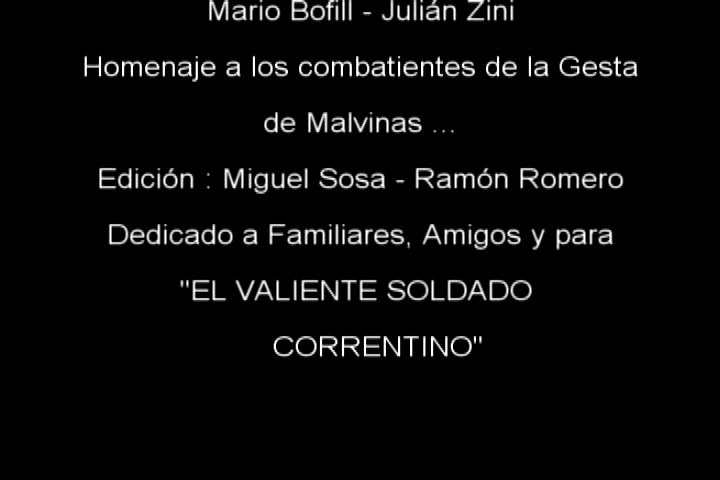 Mario Bofill - Julián Zini
Homenaje a los combatientes de la Gesta
de Malvinas ...
Edición : Miguel Sosa - Ramón Romero
Dedicado a Familiares, Amigos y para
"EL VALIENTE SOLDADO
CORRENTINO"